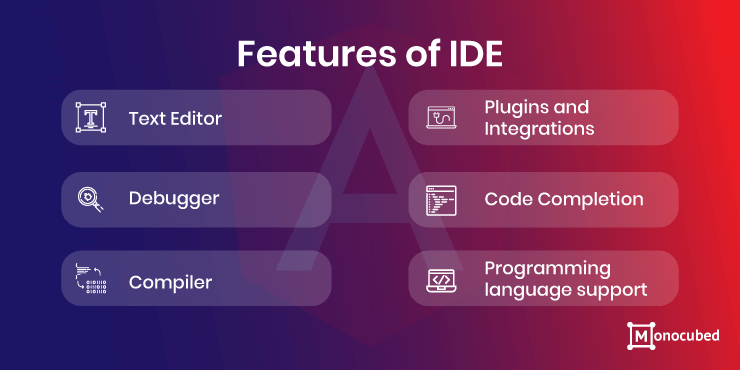 Features of IDE
Text Editor
Plugins and
Integrations
Debugger
Code Completion
Compiler
Programming
language support
Monocubed